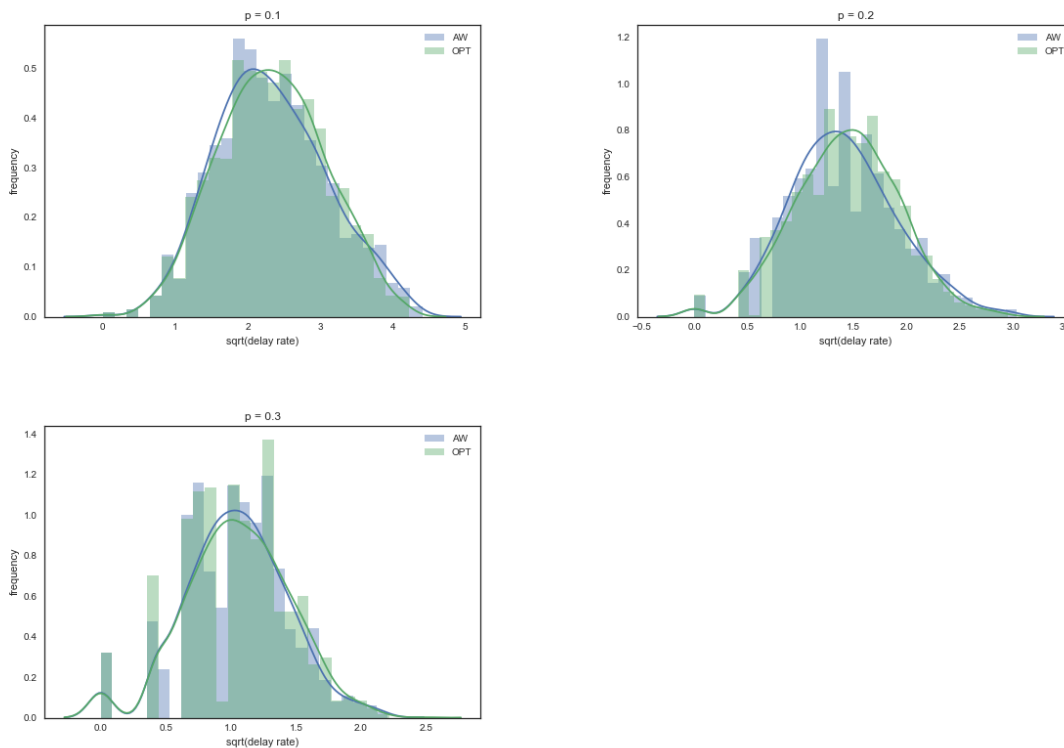 p = 0.1
AW
OPT
frequency
0.5
0.4
0.3
0.2
0.1
0.0
0 1 2 3 4 5
sqrt(delay rate)
p = 0.2
AW
OPT
frequency
1.2
1.0
0.8
0.6
0.4
0.2
0.0
−0.5 0.0 0.5 1.0 1.5 2.0 2.5 3.0
sqrt(delay rate)
p = 0.3
AW
OPT
frequency
1.4
1.2
1.0
0.8
0.6
0.4
0.2
0.0
0.0 0.5 1.0 1.5 2.0 2.5
sqrt(delay rate)